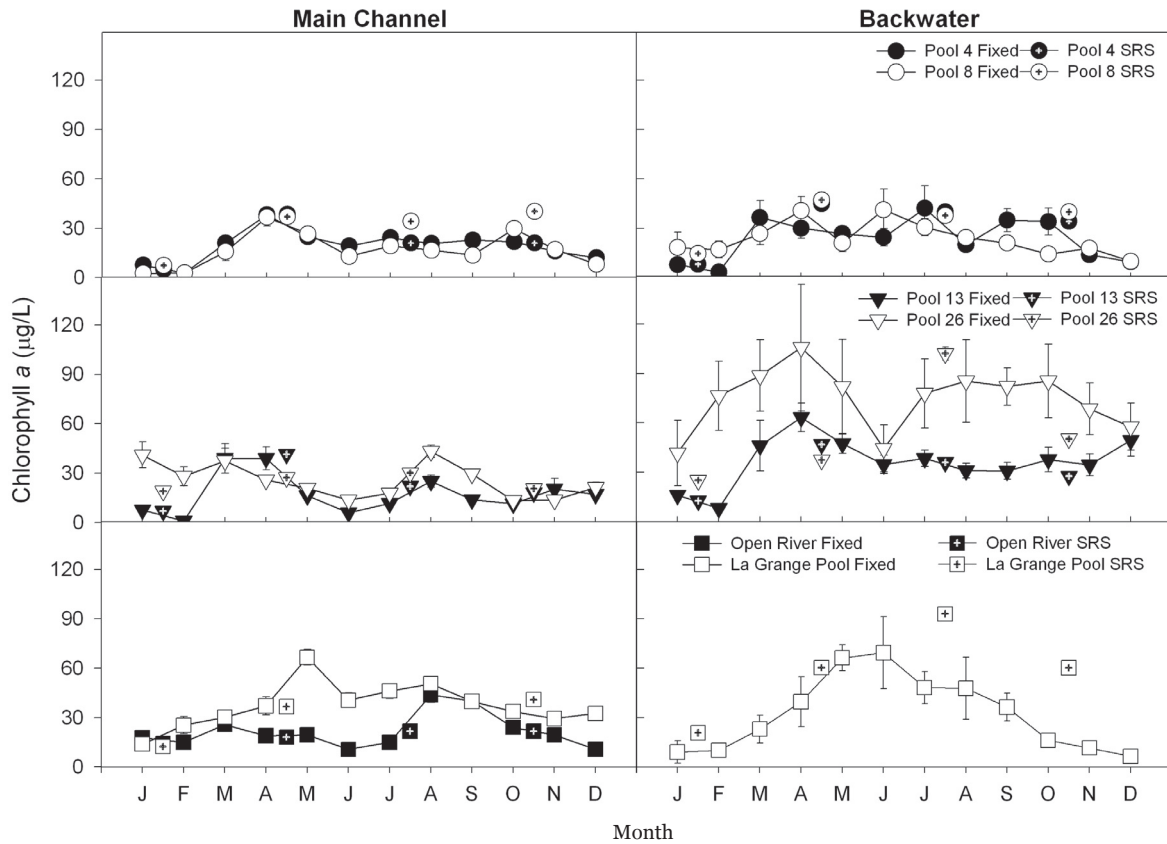 Main Channel
Backwater
Chlorophyll a (µg/L)
120
90
60
30
0
Pool 4 Fixed
Pool 4 SRS
Pool 8 Fixed
Pool 8 SRS
120
90
60
30
0
Pool 13 Fixed
Pool 13 SRS
Pool 26 Fixed
Pool 26 SRS
120
90
60
30
0
Open River Fixed
Open River SRS
La Grange Pool Fixed
La Grange Pool SRS
J F M A M J J A S O N D
J F M A M J J A S O N D
Month